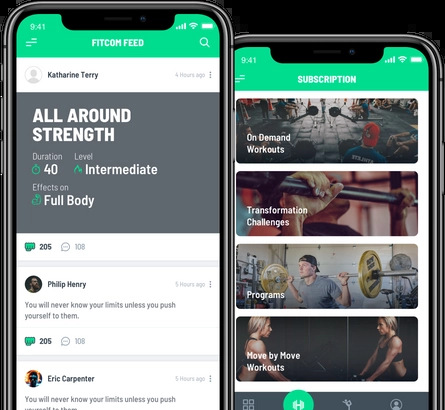 9:41
FITCOM FEED
Katharine Terry
4 Hours ago
ALL AROUND
STRENGTH
Duration
Level
40
Intermediate
Effects on
Full Body
205
108
Philip Henry
5 Hours ago
You will never know your limits unless you push
yourself to them.
205
108
Eric Carpenter
5 Hours ago
You will never know your limits unless you push
yourself to them.
9:41
SUBSCRIPTION
On Demand
Workouts
Transformation
Challenges
Programs
Move by Move
Workouts